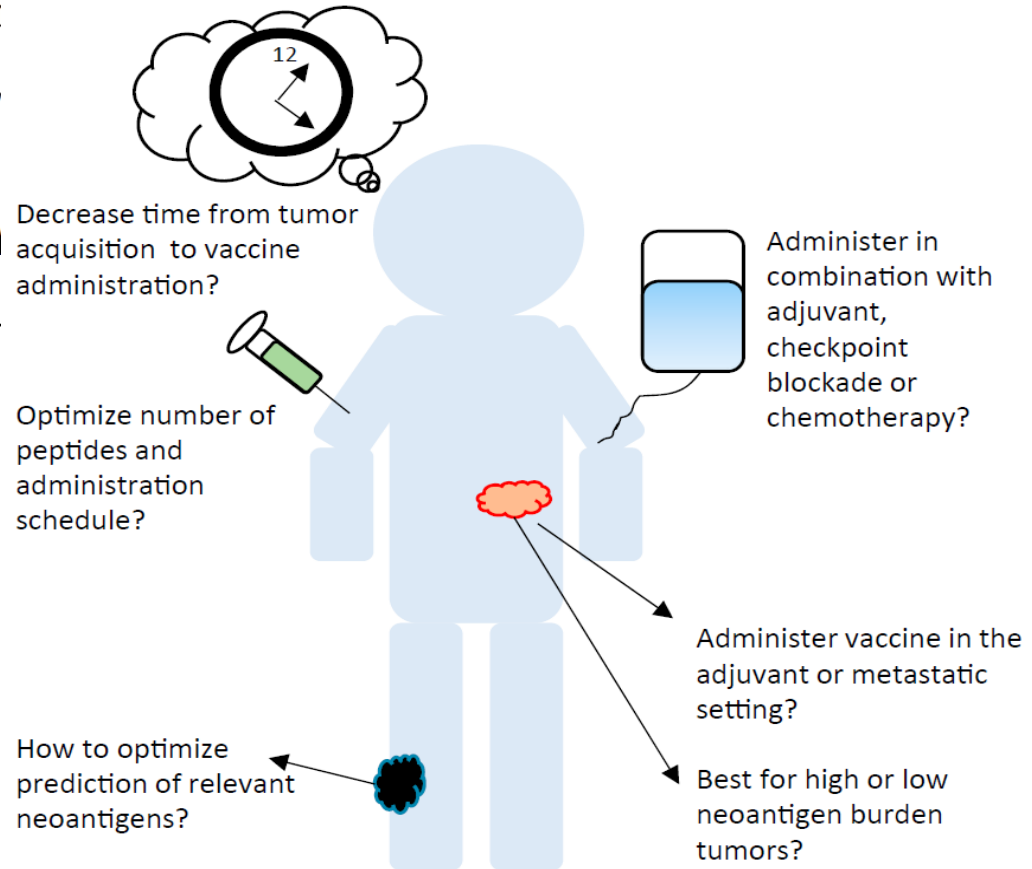 12
Decrease time from tumor
acquisition to vaccine
administration?
Administer in
combination with
adjuvant,
checkpoint
blockade or
chemotherapy?
Optimize number of
peptides and
administration
schedule?
Administer vaccine in the
adjuvant or metastatic
setting?
How to optimize
prediction of relevant
neoantigens?
Best for high or low
neoantigen burden
tumors?